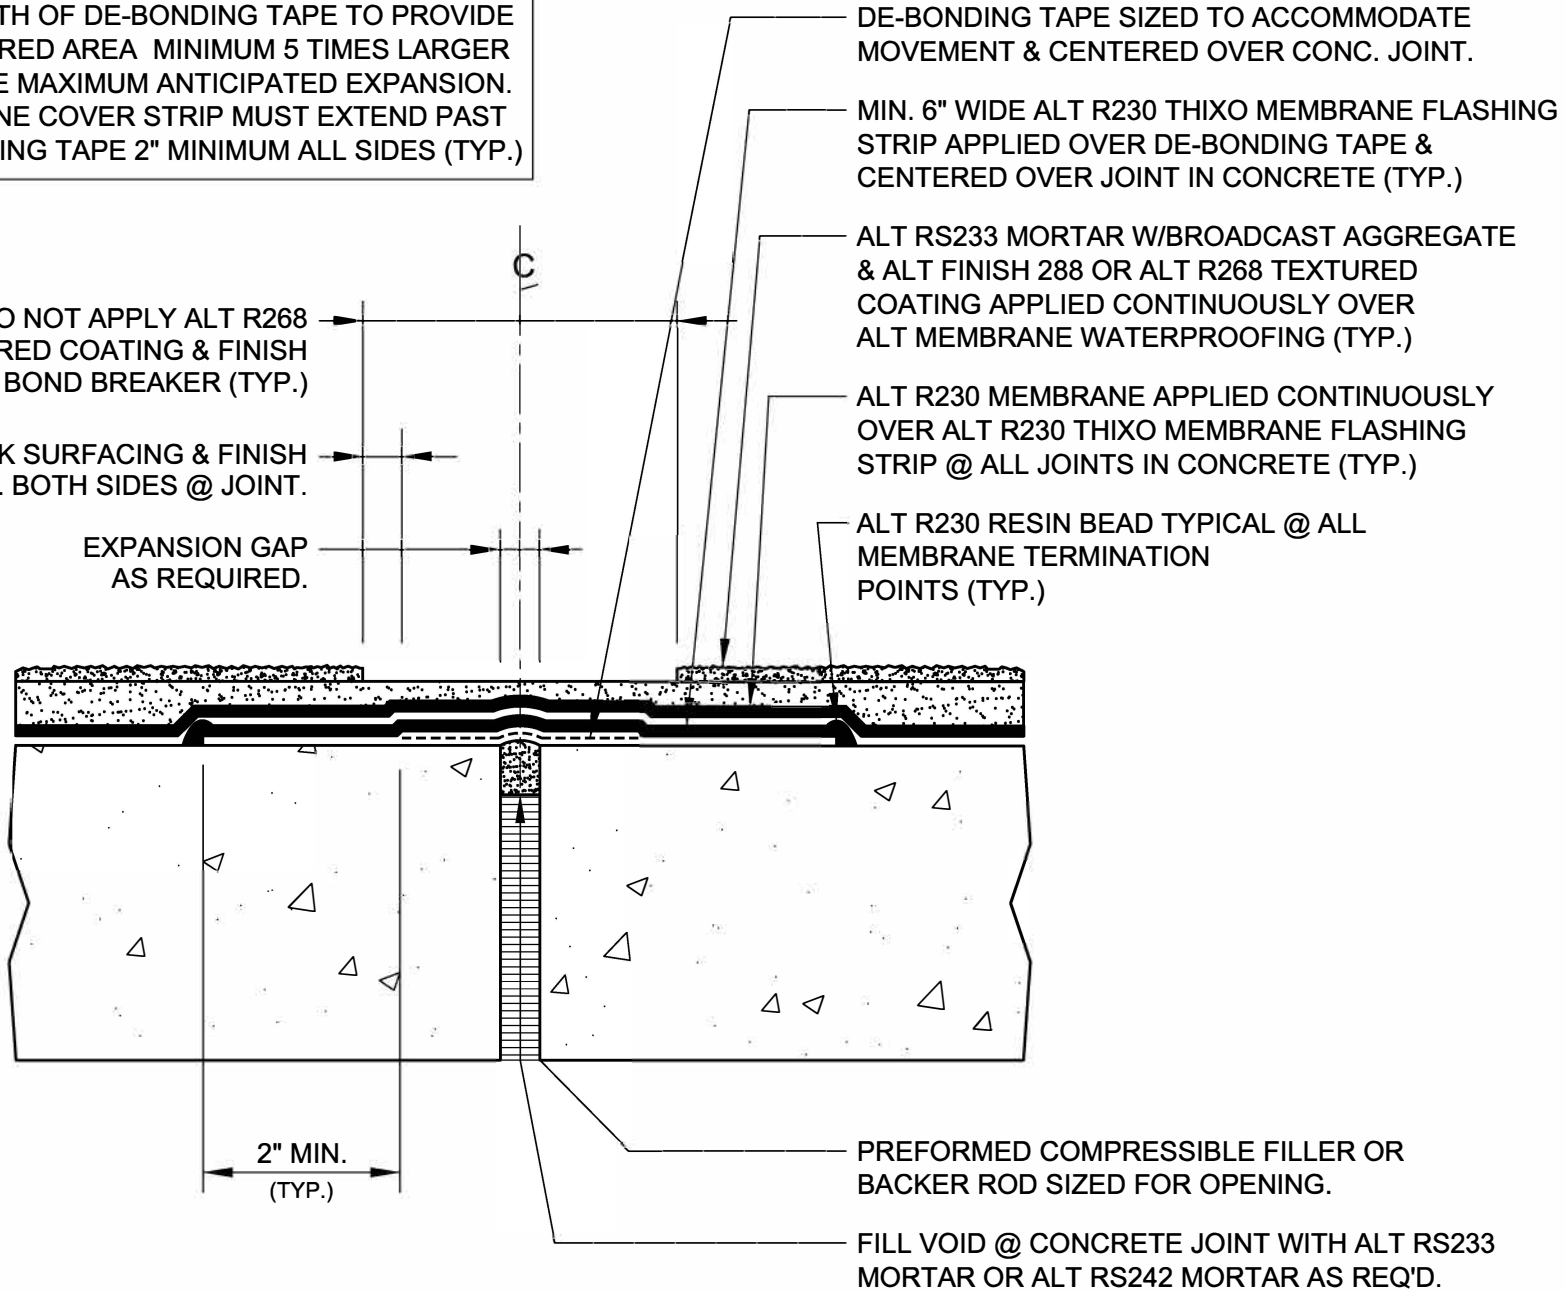 OF DE-BONDING TAPE TO PROVIDE
AREA MINIMUM 5 TIMES LARGER
MAXIMUM ANTICIPATED EXPANSION.
COVER STRIP MUST EXTEND PAST
TAPE 2" MINIMUM ALL SIDES (TYP.)
DE-BONDING TAPE SIZED TO ACCOMMODATE
MOVEMENT & CENTERED OVER CONC. JOINT.
MIN. 6" WIDE ALT R230 THIXO MEMBRANE FLASHING
STRIP APPLIED OVER DE-BONDING TAPE &
CENTERED OVER JOINT IN CONCRETE (TYP.)
ALT RS233 MORTAR W/BROADCAST AGGREGATE
& ALT FINISH 288 OR ALT R268 TEXTURED
COATING APPLIED CONTINUOUSLY OVER
ALT MEMBRANE WATERPROOFING (TYP.)
ALT R230 MEMBRANE APPLIED CONTINUOUSLY
OVER ALT R230 THIXO MEMBRANE FLASHING
STRIP @ ALL JOINTS IN CONCRETE (TYP.)
ALT R230 RESIN BEAD TYPICAL @ ALL
MEMBRANE TERMINATION
POINTS (TYP.)
C
NOT APPLY ALT R268
COATING & FINISH
BOND BREAKER (TYP.)
SURFACING & FINISH
BOTH SIDES @ JOINT.
EXPANSION GAP
AS REQUIRED.
2" MIN.
(TYP.)
PREFORMED COMPRESSIBLE FILLER OR
BACKER ROD SIZED FOR OPENING.
FILL VOID @ CONCRETE JOINT WITH ALT RS233
MORTAR OR ALT RS242 MORTAR AS REQ'D.